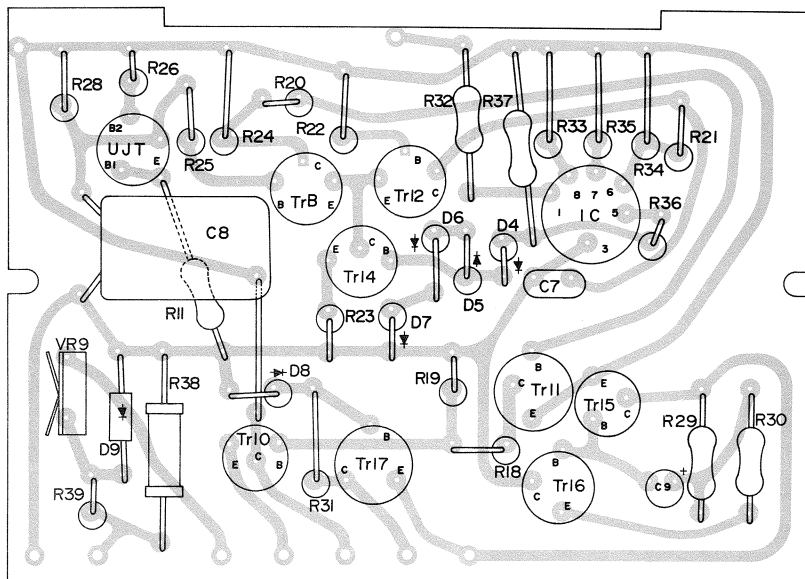 R28
R26
R20
R32
R37
R24
R22
R25
R33
R35
R34
R21
B2
UJT
B1
E
C
TrB
B
E
B
Tr12
E
C
8
7
6
1
IC
5
3
R36
C8
D6
D4
E
C
B
Tr14
D5
C7
R11
R23
D7
VR9
R38
D8
R19
B
C
Tr11
E
E
Tr15
C
B
R29
R30
D9
Tr10
E
C
B
B
Tr17
C
E
R18
B
Tr16
C
E
+
C9
R39
R31